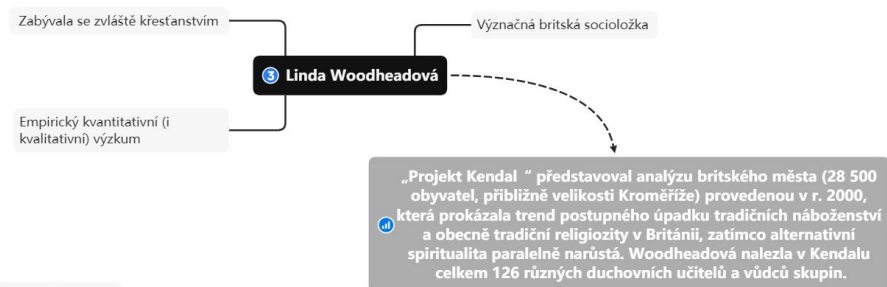 Zabývala se zvláště křesťanstvím
Význačná britská socioložka
3 Linda Woodheadová
Empirický kvantitativní (i
kvalitativní) výzkum
„Projekt Kendal “ představoval analýzu britského města (28 500
obyvatel, přibližně velikosti Kroměříže) provedenou v r. 2000,
která prokázala trend postupného úpadku tradičních náboženství
a obecně tradiční religiozity v Británii, zatímco alternativní
spiritualita paralelně narůstá. Woodheadová nalezla v Kendalu
celkem 126 různých duchovních učitelů a vůdců skupin.